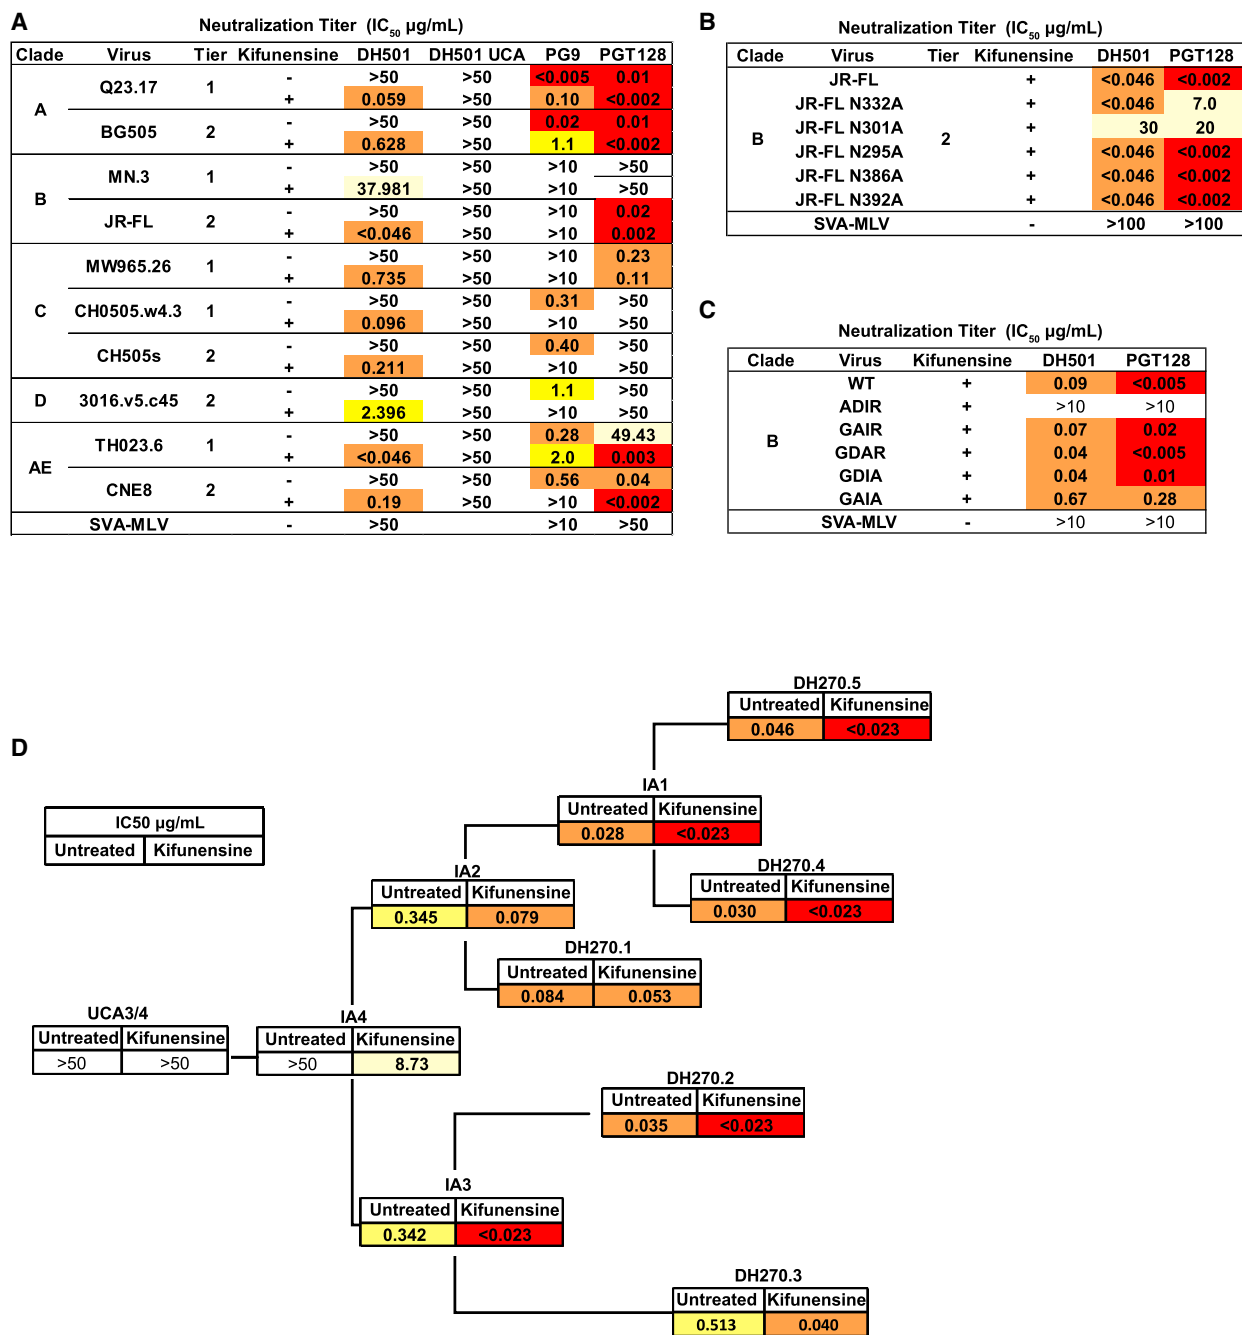 A
Neutralization Titer (IC50 µg/mL)
Clade Virus Tier Kifunensine DH501 DH501 UCA PG9 PGT128
A Q23.17 1 - >50 >50 <0.005 0.01
+ 0.059 >50 0.10 <0.002
BG505 2 - >50 >50 0.02 0.01
+ 0.628 >50 1.1 <0.002
B MN.3 1 - >50 >50 >10 >50
+ 37.981 >50 >10 >50
JR-FL 2 - >50 >50 >10 0.02
+ <0.046 >50 >10 0.002
C MW965.26 1 - >50 >50 >10 0.23
+ 0.735 >50 >10 0.11
CH0505.w4.3 1 - >50 >50 0.31 >50
+ 0.096 >50 >10 >50
CH505s 2 - >50 >50 0.40 >50
+ 0.211 >50 >10 >50
D 3016.v5.c45 2 - >50 >50 1.1 >50
+ 2.396 >50 >10 >50
AE TH023.6 1 - >50 >50 0.28 49.43
+ <0.046 >50 2.0 0.003
CNE8 2 - >50 >50 0.56 0.04
+ 0.19 >50 >10 <0.002
SVA-MLV - >50 >10 >50
B
Neutralization Titer (IC50 µg/mL)
Clade Virus Tier Kifunensine DH501 PGT128
B 2 JR-FL + <0.046 <0.002
JR-FL N332A + <0.046 7.0
JR-FL N301A + 30 20
JR-FL N295A + <0.046 <0.002
JR-FL N386A + <0.046 <0.002
JR-FL N392A + <0.046 <0.002
SVA-MLV - >100 >100
C
Neutralization Titer (IC50 µg/mL)
Clade Virus Kifunensine DH501 PGT128
B WT + 0.09 <0.005
ADIR + >10 >10
GAIR + 0.07 0.02
GDAR + 0.04 <0.005
GDIA + 0.04 0.01
GAIA + 0.67 0.28
SVA-MLV - >10 >10
D
IC50 µg/mL
Untreated Kifunensine
DH270.5
Untreated Kifunensine
0.046 <0.023
IA1
Untreated Kifunensine
0.028 <0.023
DH270.4
Untreated Kifunensine
0.030 <0.023
IA2
Untreated Kifunensine
0.345 0.079
DH270.1
Untreated Kifunensine
0.084 0.053
UCA3/4
Untreated Kifunensine
>50 >50
IA4
Untreated Kifunensine
>50 8.73
DH270.2
Untreated Kifunensine
0.035 <0.023
IA3
Untreated Kifunensine
0.342 <0.023
DH270.3
Untreated Kifunensine
0.513 0.040